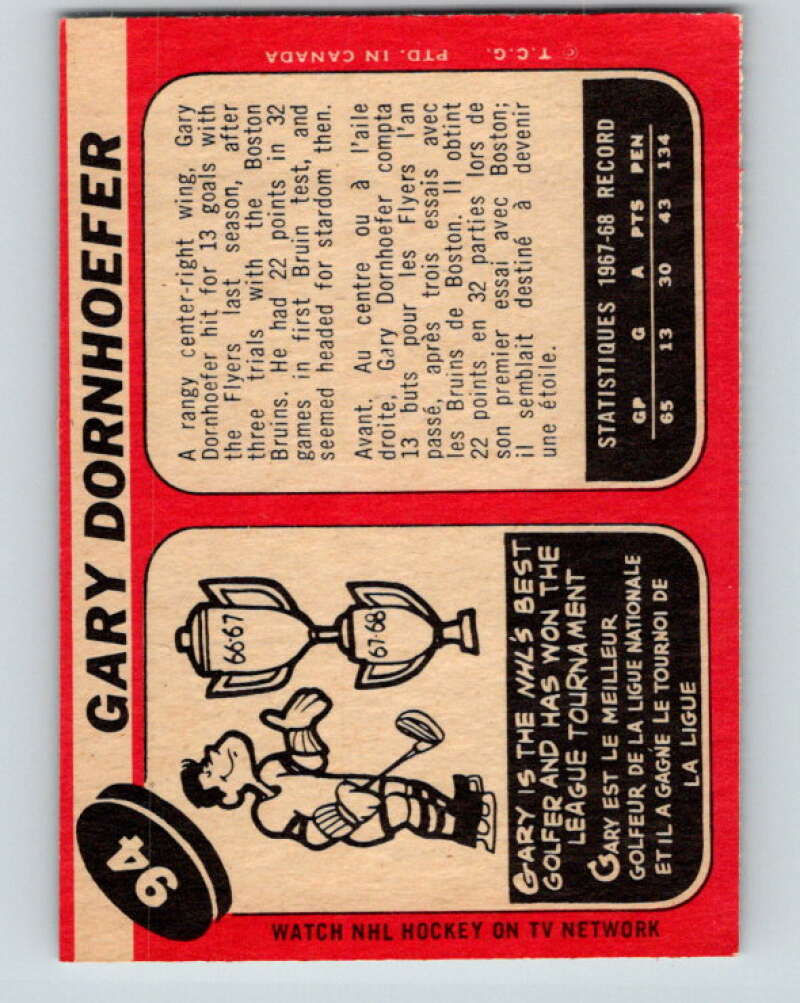 94
GARY DORNHOEFER
66-67
67-68
GARY IS THE NHL'S BEST
GOLFER AND HAS WON THE
LEAGUE TOURNAMENT
GARY EST LE MEILLEUR
GOLFEUR DE LA LIGUE NATIONALE
ET IL A GAGNÉ LE TOURNOI DE
LA LIGUE
WATCH NHL HOCKEY ON TV NETWORK
A rangy center-right wing, Gary
Dornhoefer hit for 13 goals with
the Flyers last season, after
three trials with the Boston
Bruins. He had 22 points in 32
games in first Bruin test, and
seemed headed for stardom then.
Avant. Au centre ou à l'aile
droite, Gary Dornhoefer compta
13 buts pour les Flyers l'an
passé, après trois essais avec
les Bruins de Boston. Il obtint
22 points en 32 parties lors de
son premier essai avec Boston;
il semblait destiné à devenir
une étoile.
STATISTIQUES 1967-68 RECORD
GP G A PTS PEN
65 13 30 43 134
© T.C.G. PTD. IN CANADA